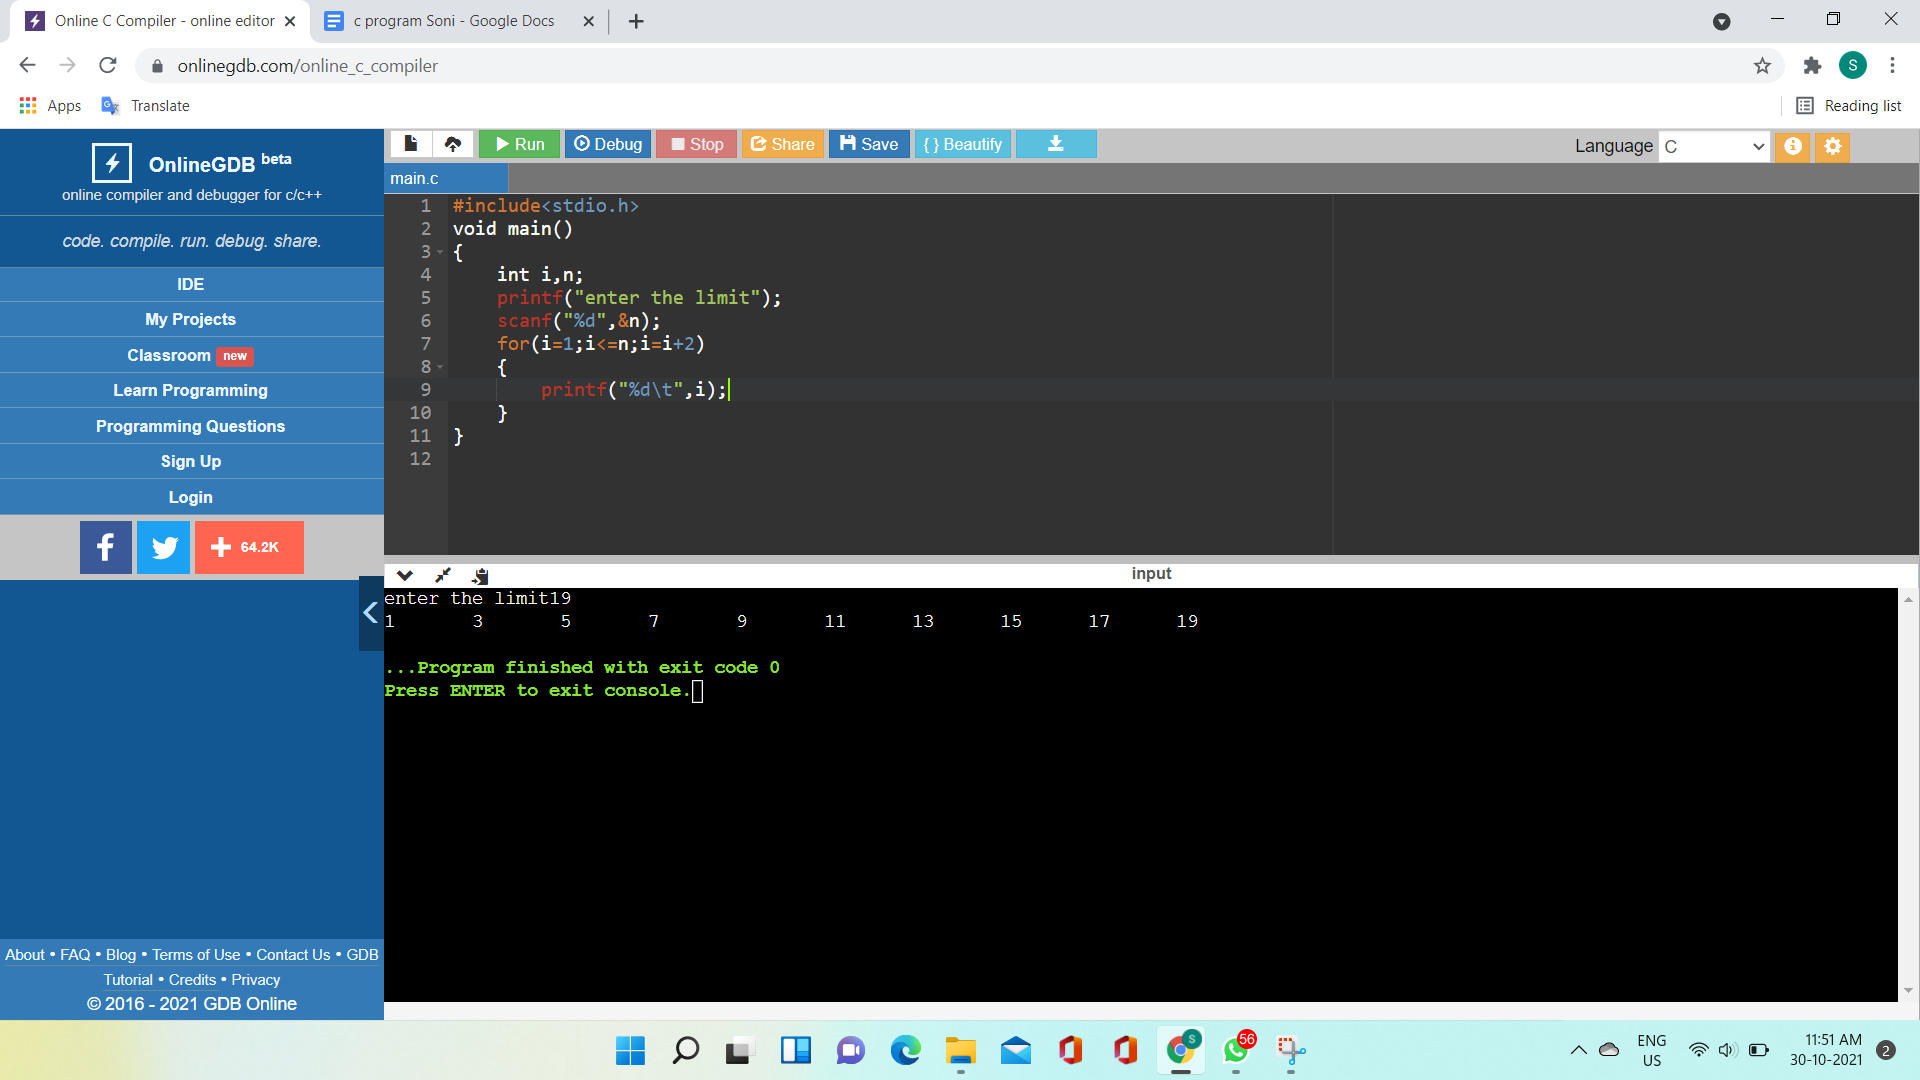 Online C Compiler - online editor
c program Soni - Google Docs
onlinegdb.com/online_c_compiler
S
Apps
Translate
Reading list
OnlineGDB beta
online compiler and debugger for c/c++
code. compile. run. debug. share.
IDE
My Projects
Classroom new
Learn Programming
Programming Questions
Sign Up
Login
64.2K
About • FAQ • Blog • Terms of Use • Contact Us • GDB
Tutorial • Credits • Privacy
© 2016 - 2021 GDB Online
Run
Debug
Stop
Share
Save
{ } Beautify
Language C
main.c
1 #include<stdio.h>
2 void main()
3 {
4 int i,n;
5 printf("enter the limit");
6 scanf("%d",&n);
7 for(i=1;i<=n;i=i+2)
8 {
9 printf("%d\t",i);
10 }
11 }
12
input
enter the limit19
1 3 5 7 9 11 13 15 17 19
...Program finished with exit code 0
Press ENTER to exit console.
S
56
ENG
US
11:51 AM
30-10-2021
2